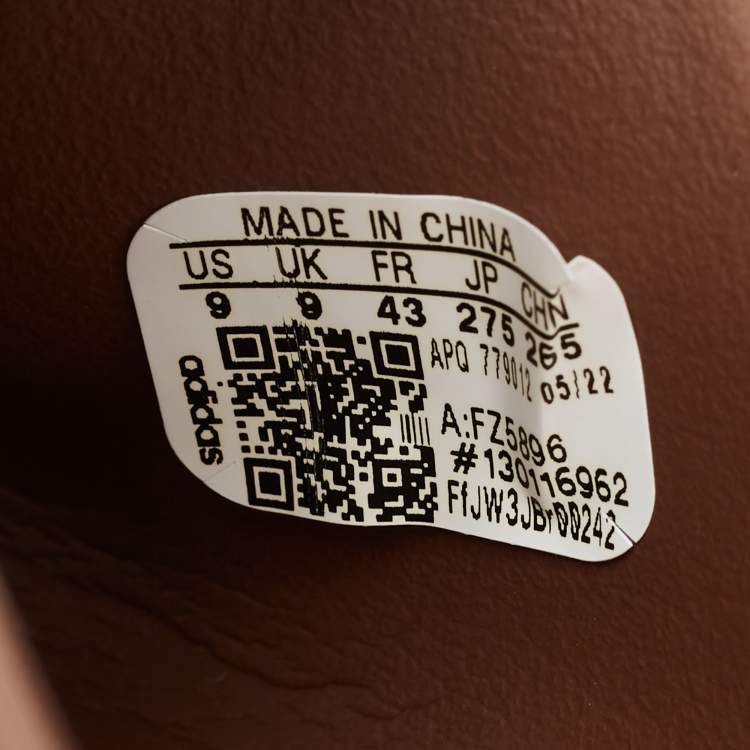 MADE IN CHINA
US UK FR JP CHN
9 9 43 275 265
APQ 779012 05/22
A:FZ5896
#130116962
FfJW3JBr00242
adidas